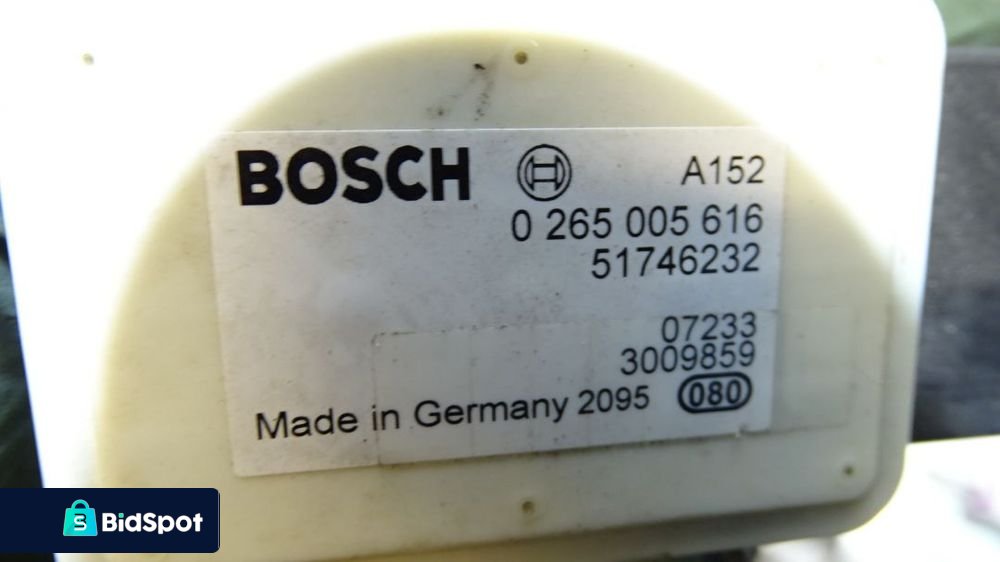 BOSCH A152
0 265 005 616
51746232
07233
3009859
Made in Germany 2095 080
BidSpot